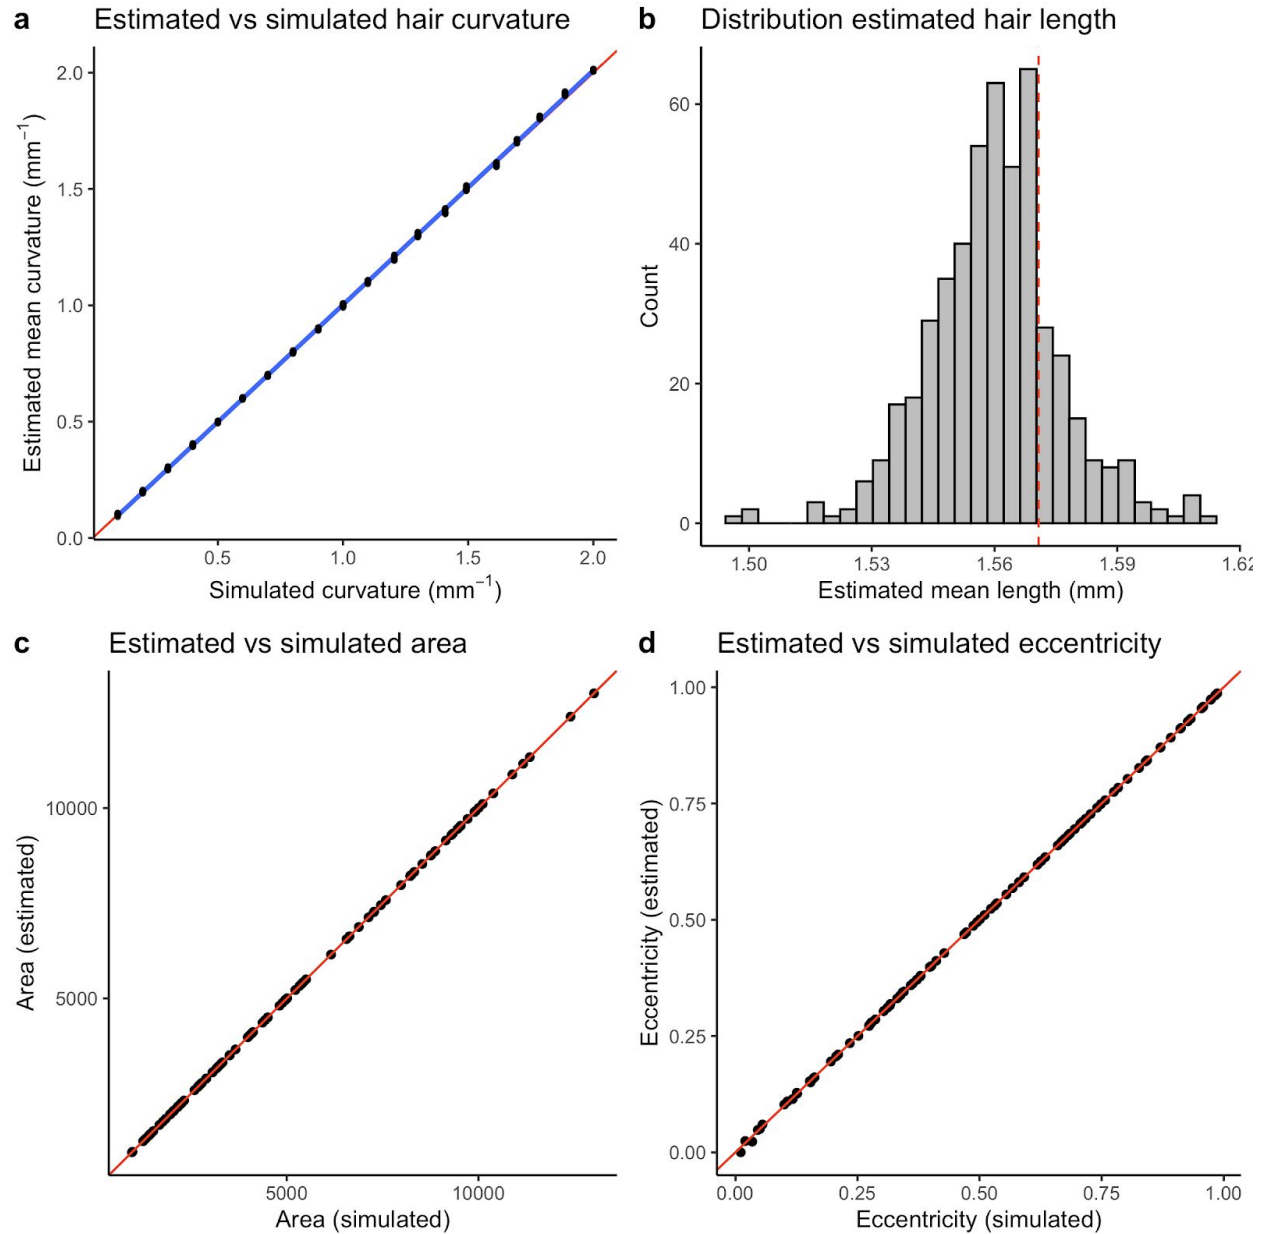 a Estimated vs simulated hair curvature
2.0
1.5
1.0
0.5
0.0
Estimated mean curvature (mm⁻¹)
0.5 1.0 1.5 2.0
Simulated curvature (mm⁻¹)
b Distribution estimated hair length
60
40
20
0
Count
1.50 1.53 1.56 1.59 1.62
Estimated mean length (mm)
c Estimated vs simulated area
10000
5000
Area (estimated)
5000 10000
Area (simulated)
d Estimated vs simulated eccentricity
1.00
0.75
0.50
0.25
0.00
Eccentricity (estimated)
0.00 0.25 0.50 0.75 1.00
Eccentricity (simulated)